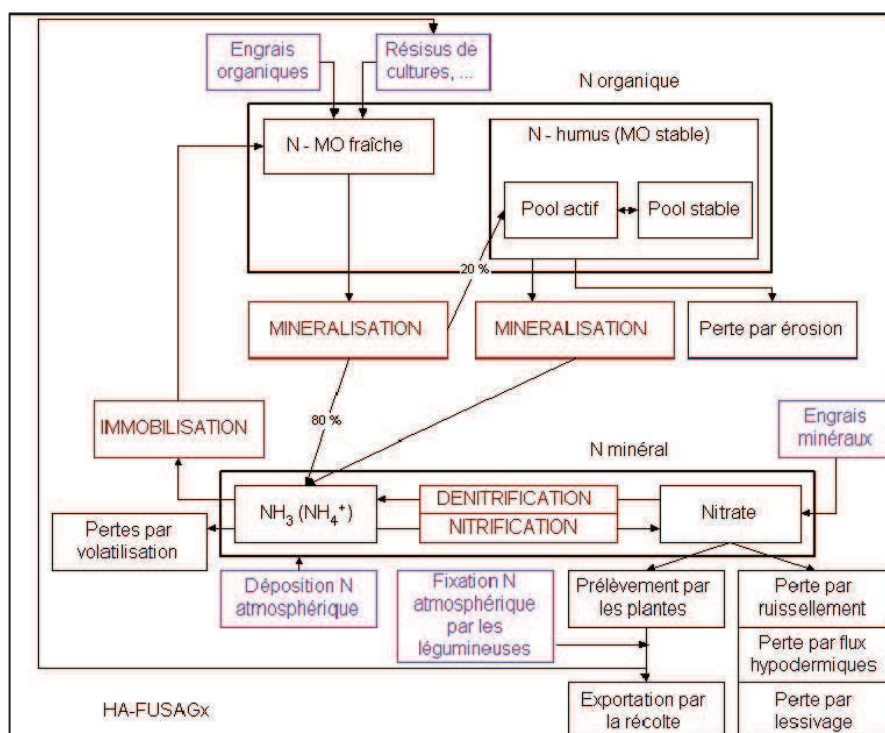 Engrais
organiques
Résisus de
cultures, ...
N organique
N - MO fraîche
N - humus (MO stable)
Pool actif
Pool stable
20 %
MINERALISATION
MINERALISATION
Perte par érosion
80 %
IMMOBILISATION
Engrais
minéraux
N minéral
NH3 (NH4+)
DENITRIFICATION
NITRIFICATION
Nitrate
Pertes par
volatilisation
Déposition N
atmosphérique
Fixation N
atmosphérique
par les
légumineuses
Prélèvement par
les plantes
Perte par
ruissellement
Perte par flux
hypodermiques
Exportation par
la récolte
Perte par
lessivage
HA-FUSAGx